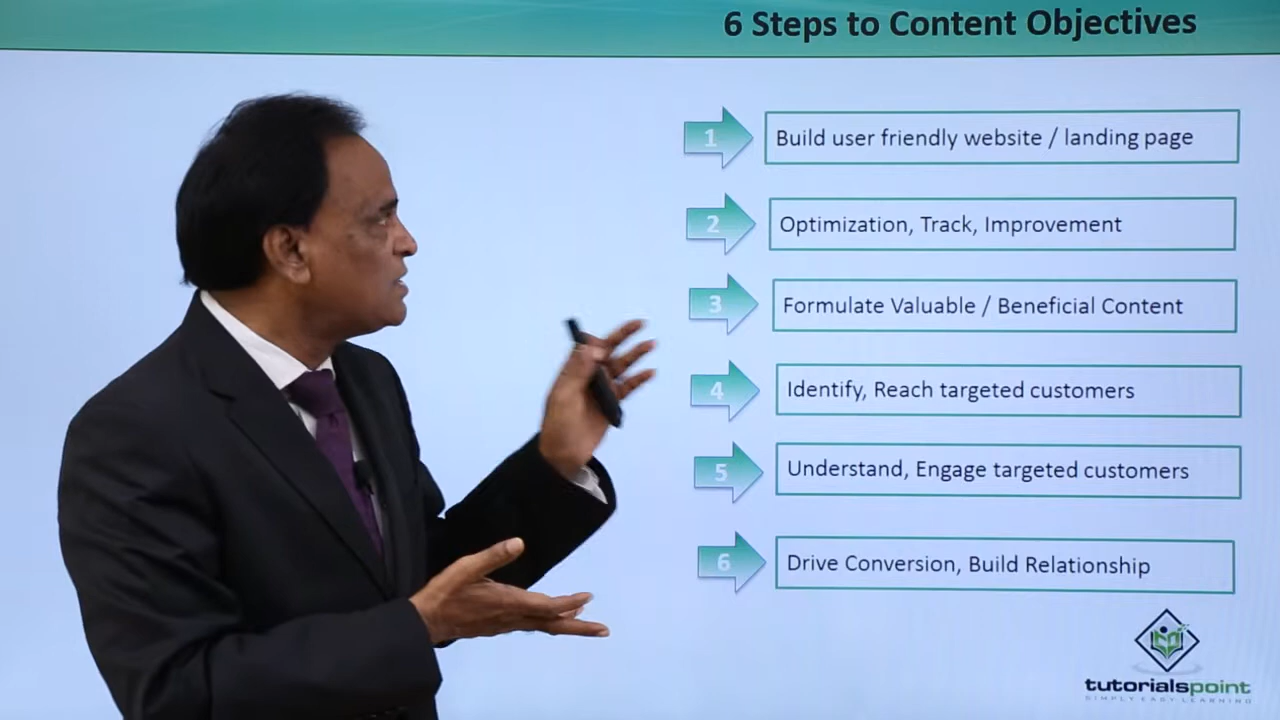 6 Steps to Content Objectives
1
Build user friendly website / landing page
2
Optimization, Track, Improvement
3
Formulate Valuable / Beneficial Content
4
Identify, Reach targeted customers
5
Understand, Engage targeted customers
6
Drive Conversion, Build Relationship
tutorialspoint
SIMPLY EASY LEARNING